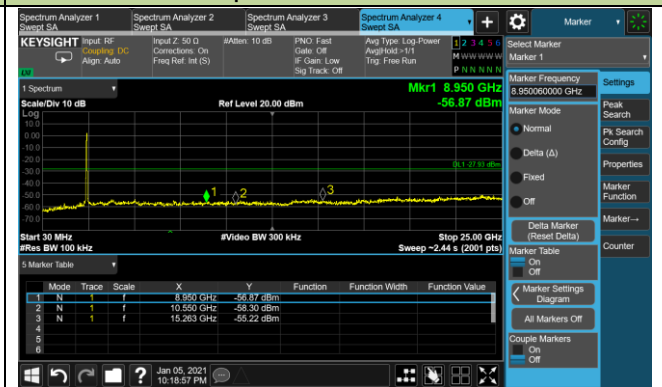 Spectrum Analyzer 1
Swept SA
Spectrum Analyzer 2
Swept SA
Spectrum Analyzer 3
Swept SA
Spectrum Analyzer 4
Swept SA
+
Marker
KEYSIGHT
Input: RF
Coupling: DC
Align: Auto
Input Z: 50 Ω
Corrections: On
Freq Ref: Int (S)
#Atten: 10 dB
PNO: Fast
Gate: Off
IF Gain: Low
Sig Track: Off
Avg Type: Log-Power
Avg|Hold:>1/1
Trig: Free Run
1 2 3 4 5 6
M W W W W W
P N N N N N
LU
1 Spectrum
Mkr1 8.950 GHz
Scale/Div 10 dB
Ref Level 20.00 dBm
-56.87 dBm
Log
10.0
0.00
-10.0
-20.0
-30.0
-40.0
-50.0
-60.0
-70.0
DL1 -27.93 dBm
1
2
3
Start 30 MHz
#Video BW 300 kHz
Stop 25.00 GHz
#Res BW 100 kHz
Sweep ~2.44 s (2001 pts)
5 Marker Table
Mode Trace Scale X Y Function Function Width Function Value
1 N 1 f 8.950 GHz -56.87 dBm
2 N 1 f 10.550 GHz -58.30 dBm
3 N 1 f 15.263 GHz -55.22 dBm
4
5
6
?
Jan 05, 2021
10:18:57 PM
Select Marker
Marker 1
Marker Frequency
8.950060000 GHz
Marker Mode
Normal
Delta (Δ)
Fixed
Off
Delta Marker
(Reset Delta)
Marker Table
On
Off
Marker Settings
Diagram
All Markers Off
Couple Markers
On
Off
Settings
Peak
Search
Pk Search
Config
Properties
Marker
Function
Marker→
Counter